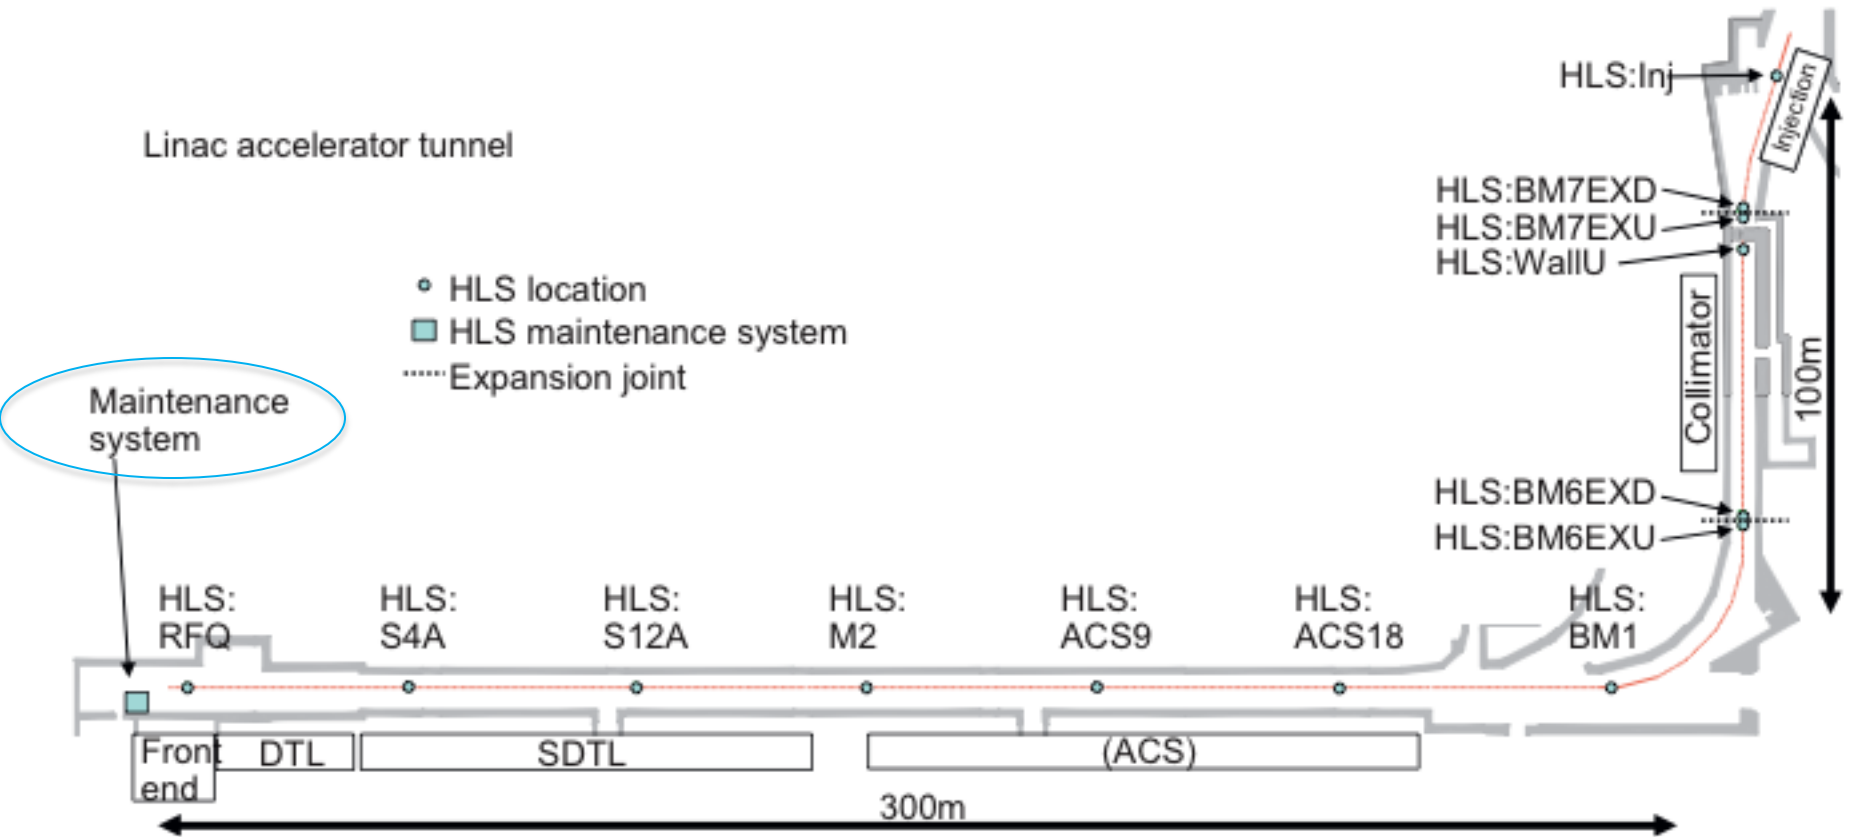 Linac accelerator tunnel
HLS location
HLS maintenance system
Expansion joint
Maintenance
system
HLS:Inj
Injection
HLS:BM7EXD
HLS:BM7EXU
HLS:WallU
Collimator
100m
HLS:BM6EXD
HLS:BM6EXU
HLS:
RFQ
HLS:
S4A
HLS:
S12A
HLS:
M2
HLS:
ACS9
HLS:
ACS18
HLS:
BM1
Front
end
DTL
SDTL
(ACS)
300m